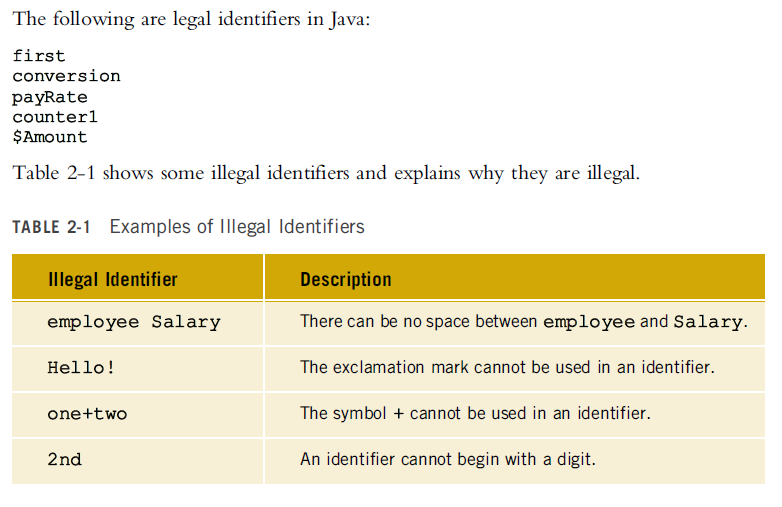 The following are legal identifiers in Java:
first
conversion
payRate
counter1
$Amount
Table 2-1 shows some illegal identifiers and explains why they are illegal.
TABLE 2-1 Examples of Illegal Identifiers
Illegal Identifier Description
employee Salary There can be no space between employee and Salary.
Hello! The exclamation mark cannot be used in an identifier.
one+two The symbol + cannot be used in an identifier.
2nd An identifier cannot begin with a digit.